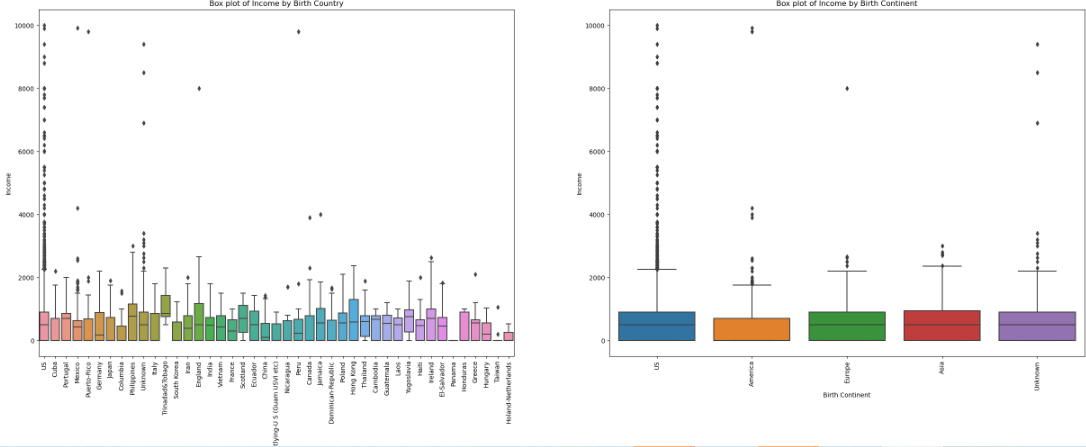 Box plot of Income by Birth Country
10000
8000
6000
4000
2000
0
Income
US
Cuba
Portugal
Mexico
Puerto-Rico
Germany
Japan
Columbia
Philippines
Unknown
Italy
Trinadad&Tobago
South Korea
Iran
England
India
Vietnam
France
Scotland
Ecuador
China
tlying-U S (Guam USVI etc)
Nicaragua
Peru
Canada
Jamaica
Dominican-Republic
Poland
Hong Kong
Thailand
Cambodia
Guatemala
Laos
Yugoslavia
Haiti
Ireland
El-Salvador
Panama
Honduras
Greece
Hungary
Taiwan
Holand-Netherlands
Box plot of Income by Birth Continent
10000
8000
6000
4000
2000
0
Income
US
America
Europe
Asia
Unknown
Birth Continent